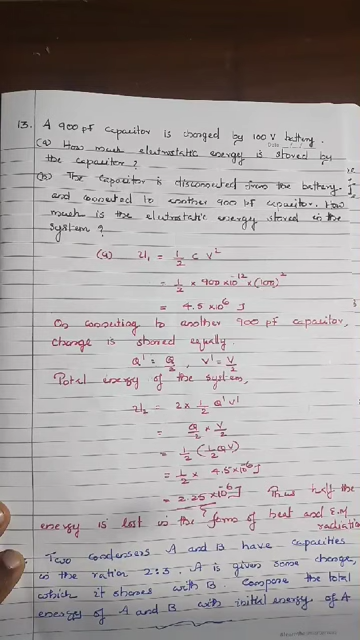 13. A 900 pf capacitor is charged by 100 V battery.
Date
(a) How much elutrostatic energy is stored by
the capacitor ?
(b) The capacitor is disconnected from the battery.
and connected to another 900 pf capacitor. How
much is the elutrostatic energy stored in the
system ?
(a) U₁ = 1/2 C V²
= 1/2 × 900 × 10⁻¹² × (100)²
= 4.5 × 10⁻⁶ J
On connecting to another 900 pf capacitor,
charge is stored equally.
Q' = Q/2 , V' = V/2
Total energy of the system,
U₂ = 2 × 1/2 Q' V'
= Q/2 × V/2
= 1/2 (1/2 QV)
= 1/2 × 4.5 × 10⁻⁶ J
= 2.25 × 10⁻⁶ J Thus half the
energy is lost in the form of heat and E.M
radiation
Two condensers A and B have capacities
in the ration 2:3. A is given some charge,
which it shares with B. Compare the total
energy of A and B with initial energy of A